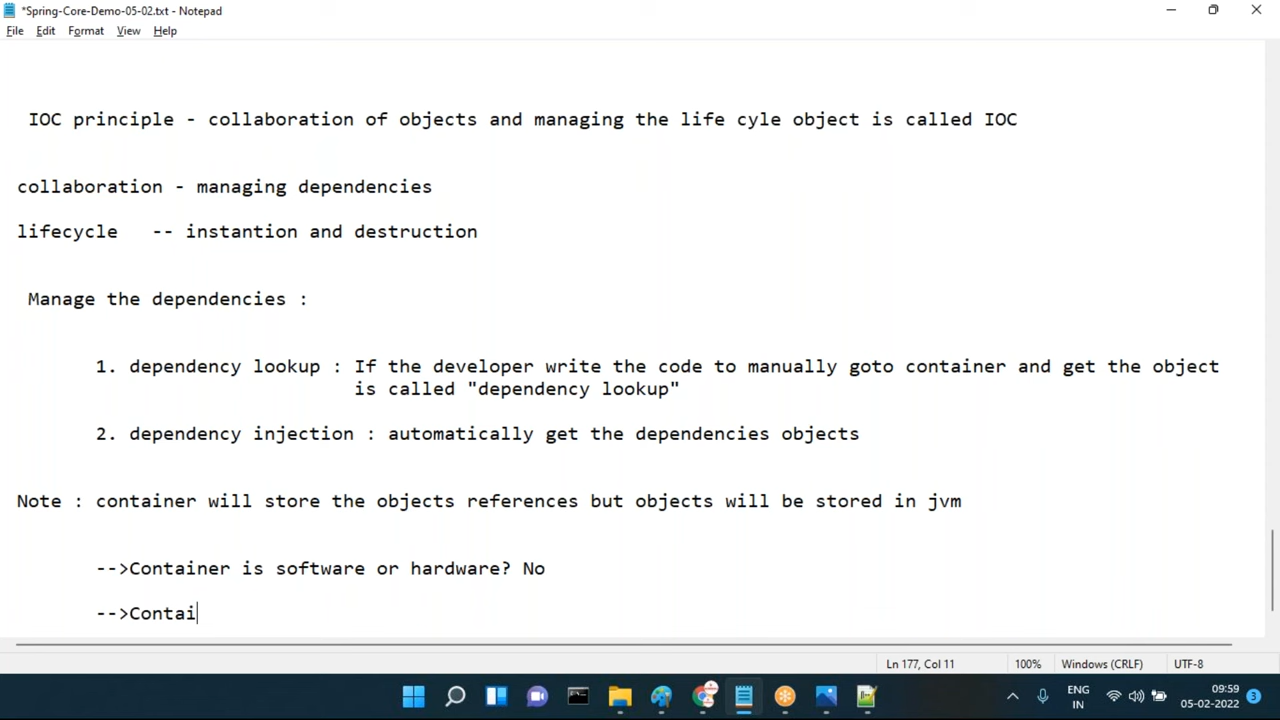 *Spring-Core-Demo-05-02.txt - Notepad
File Edit Format View Help
IOC principle - collaboration of objects and managing the life cyle object is called IOC
collaboration - managing dependencies
lifecycle -- instantion and destruction
Manage the dependencies :
1. dependency lookup : If the developer write the code to manually goto container and get the object
is called "dependency lookup"
2. dependency injection : automatically get the dependencies objects
Note : container will store the objects references but objects will be stored in jvm
-->Container is software or hardware? No
-->Contai
Ln 177, Col 11 100% Windows (CRLF) UTF-8
ENG 09:59
IN 05-02-2022 3